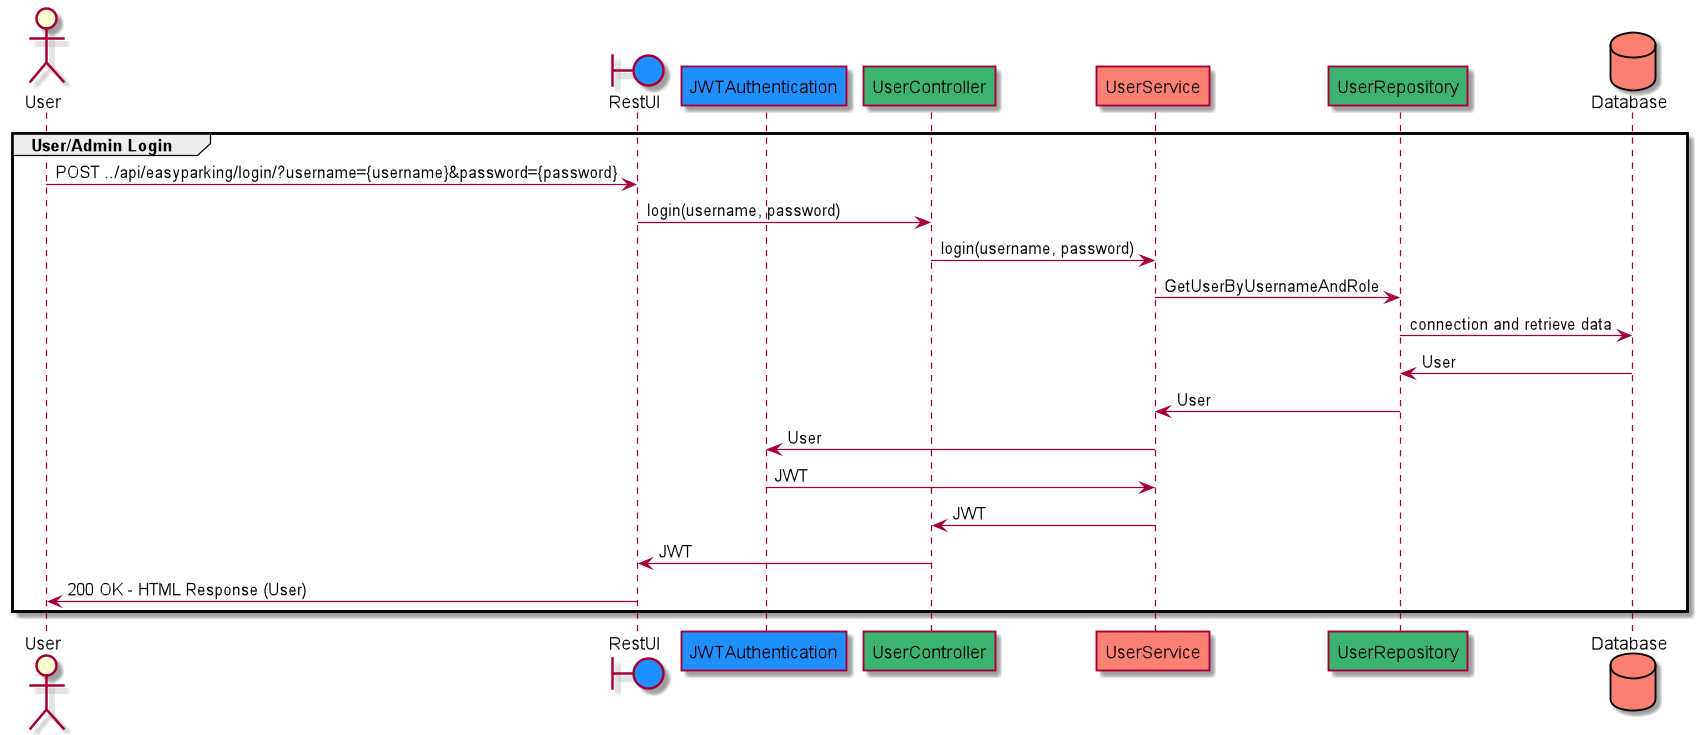 User
RestUI
JWTAuthentication
UserController
UserService
UserRepository
Database
User/Admin Login
POST ../api/easyparking/login/?username={username}&password={password}
login(username, password)
login(username, password)
GetUserByUsernameAndRole
connection and retrieve data
User
User
User
JWT
JWT
JWT
200 OK - HTML Response (User)
User
RestUI
JWTAuthentication
UserController
UserService
UserRepository
Database